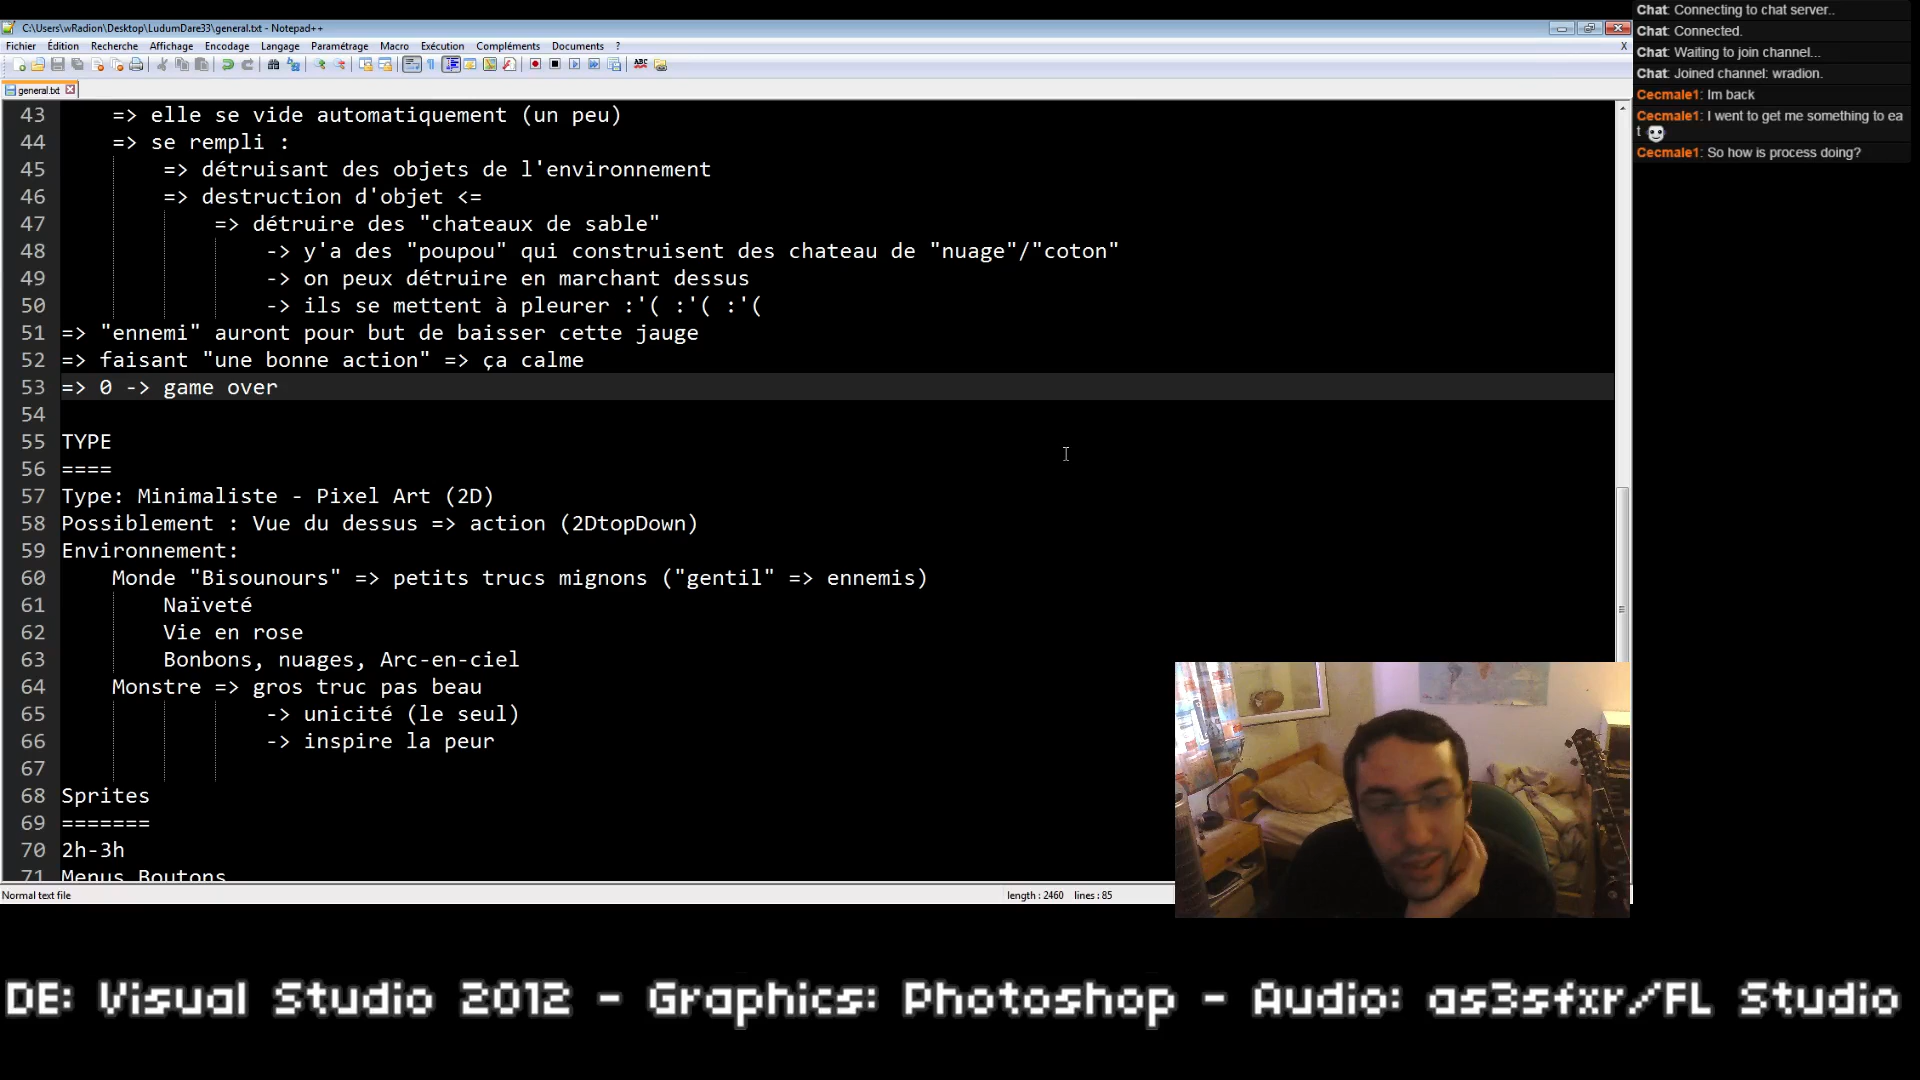 C:\Users\wRadion\Desktop\LudumDare33\general.txt - Notepad++
Fichier Édition Recherche Affichage Encodage Langage Paramétrage Macro Exécution Compléments Documents ? X
general.txt
43 => elle se vide automatiquement (un peu)
44 => se rempli :
45 => détruisant des objets de l'environnement
46 => destruction d'objet <=
47 => détruire des "chateaux de sable"
48 -> y'a des "poupou" qui construisent des chateau de "nuage"/"coton"
49 -> on peux détruire en marchant dessus
50 -> ils se mettent à pleurer :'( :'( :'(
51 => "ennemi" auront pour but de baisser cette jauge
52 => faisant "une bonne action" => ça calme
53 => 0 -> game over
54
55 TYPE
56 ====
57 Type: Minimaliste - Pixel Art (2D)
58 Possiblement : Vue du dessus => action (2DtopDown)
59 Environnement:
60 Monde "Bisounours" => petits trucs mignons ("gentil" => ennemis)
61 Naïveté
62 Vie en rose
63 Bonbons, nuages, Arc-en-ciel
64 Monstre => gros truc pas beau
65 -> unicité (le seul)
66 -> inspire la peur
67
68 Sprites
69 =======
70 2h-3h
71 Menus Boutons
Normal text file length : 2460 lines : 85
Chat: Connecting to chat server..
Chat: Connected.
Chat: Waiting to join channel...
Chat: Joined channel: wradion.
Cecmale1: Im back
Cecmale1: I went to get me something to ea
t
Cecmale1: So how is process doing?
DE: Visual Studio 2012 - Graphics: Photoshop - Audio: as3sfxr/FL Studio